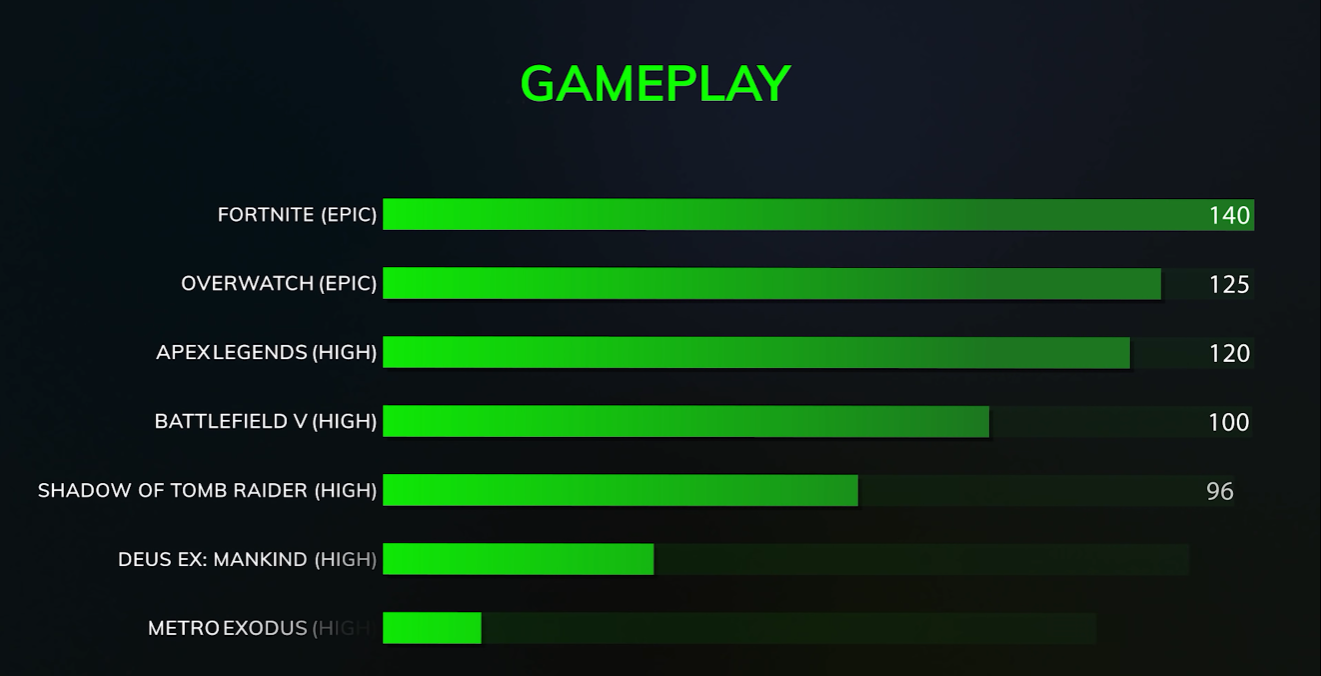 GAMEPLAY
FORTNITE (EPIC) 140
OVERWATCH (EPIC) 125
APEX LEGENDS (HIGH) 120
BATTLEFIELD V (HIGH) 100
SHADOW OF TOMB RAIDER (HIGH) 96
DEUS EX: MANKIND (HIGH)
METRO EXODUS (HIGH)